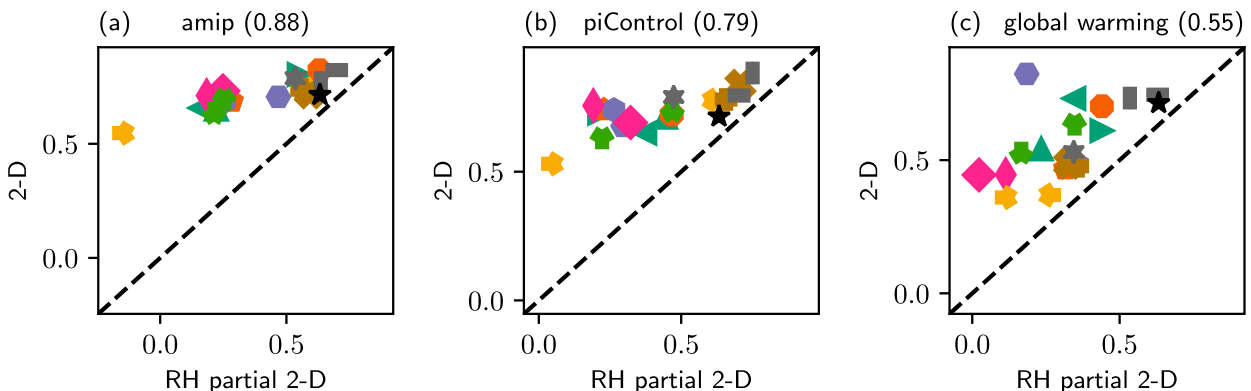 (a) amip (0.88)
2-D
0.5
0.0
0.0 0.5
RH partial 2-D
(b) piControl (0.79)
2-D
0.5
0.0
0.0 0.5
RH partial 2-D
(c) global warming (0.55)
2-D
0.5
0.0
0.0 0.5
RH partial 2-D